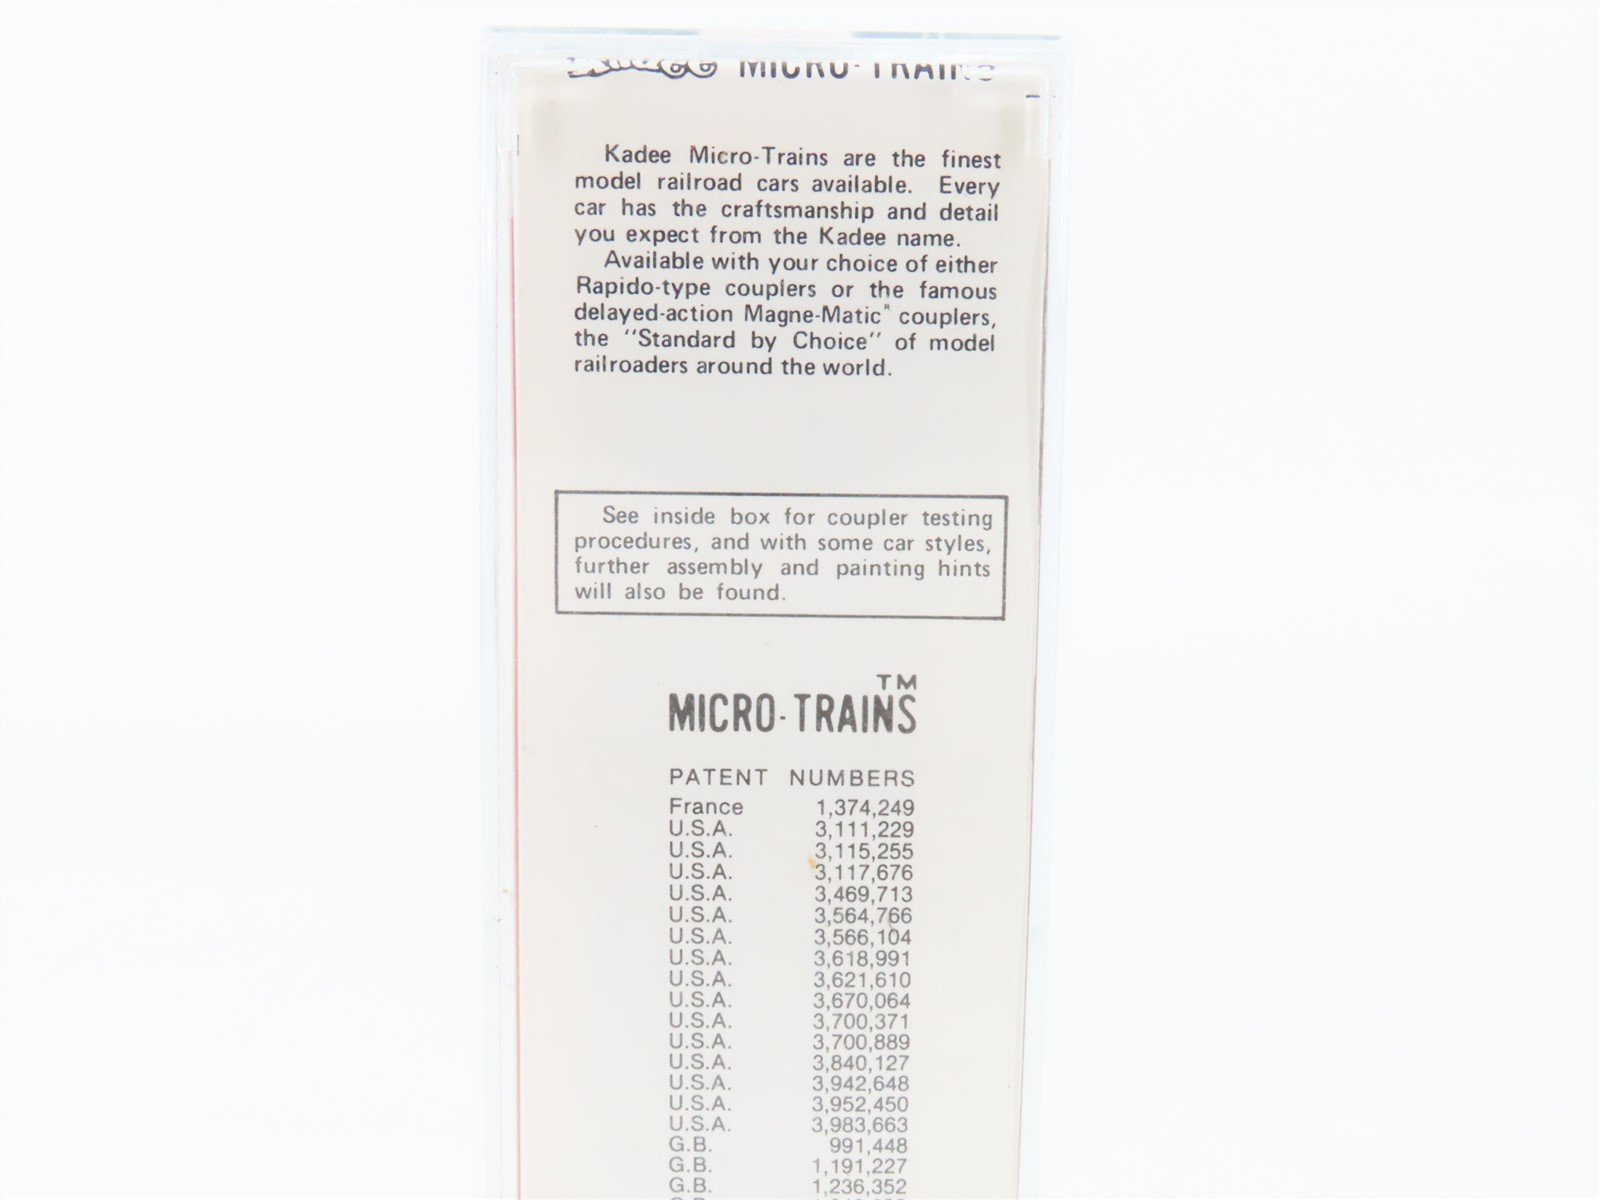 Kadee MICRO-TRAINS
Kadee Micro-Trains are the finest
model railroad cars available. Every
car has the craftsmanship and detail
you expect from the Kadee name.
Available with your choice of either
Rapido-type couplers or the famous
delayed-action Magne-Matic® couplers,
the "Standard by Choice" of model
railroaders around the world.
See inside box for coupler testing
procedures, and with some car styles,
further assembly and painting hints
will also be found.
MICRO-TRAINS™
PATENT NUMBERS
France 1,374,249
U.S.A. 3,111,229
U.S.A. 3,115,255
U.S.A. 3,117,676
U.S.A. 3,469,713
U.S.A. 3,564,766
U.S.A. 3,566,104
U.S.A. 3,618,991
U.S.A. 3,621,610
U.S.A. 3,670,064
U.S.A. 3,700,371
U.S.A. 3,700,889
U.S.A. 3,840,127
U.S.A. 3,942,648
U.S.A. 3,952,450
U.S.A. 3,983,663
G.B. 991,448
G.B. 1,191,227
G.B. 1,236,352